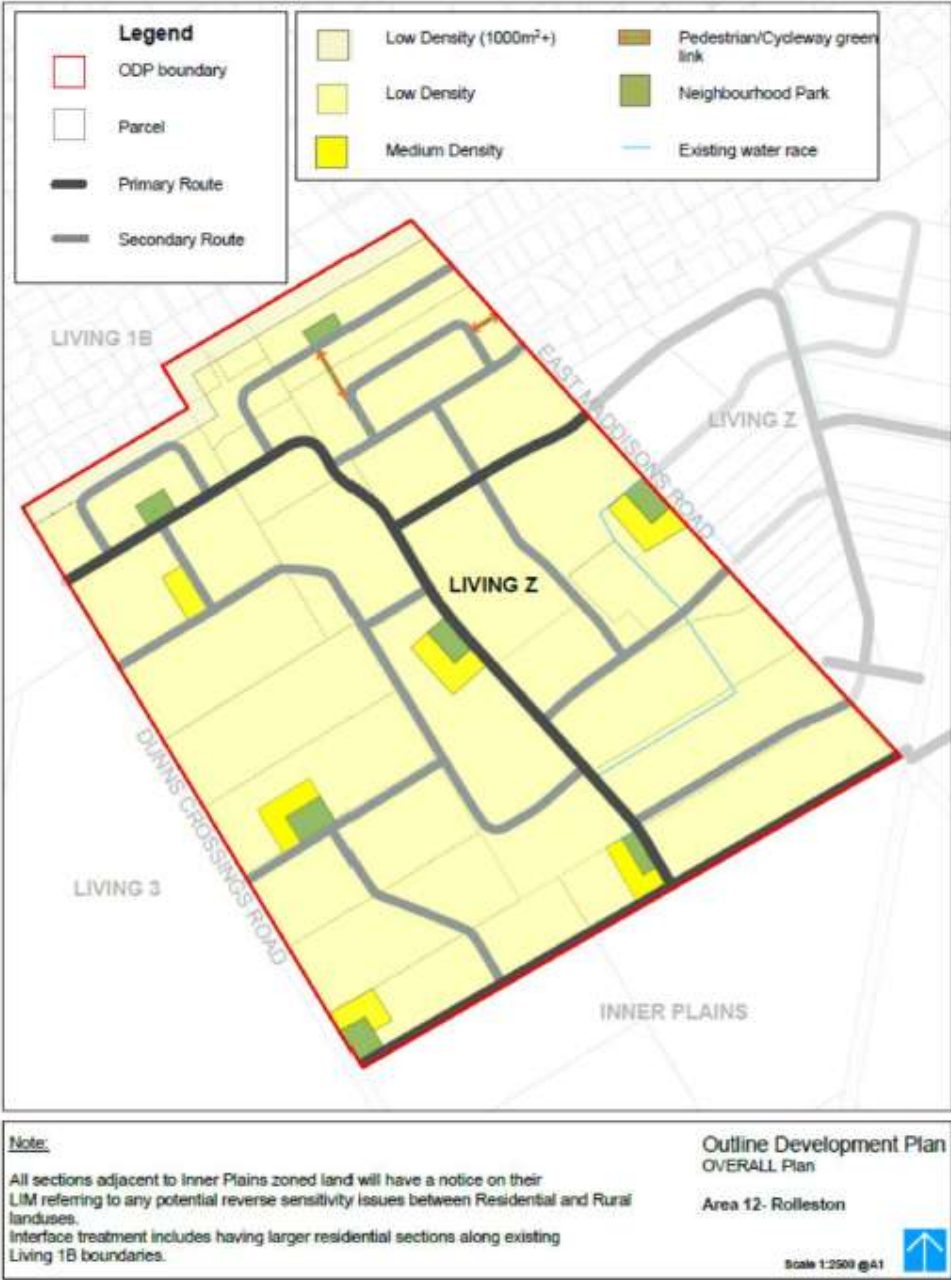 Legend
ODP boundary
Parcel
Primary Route
Secondary Route
Low Density (1000m²+)
Low Density
Medium Density
Pedestrian/Cycleway green
link
Neighbourhood Park
Existing water race
LIVING 1B
EAST MADDISONS ROAD
LIVING Z
LIVING Z
DUNNS CROSSINGS ROAD
LIVING 3
INNER PLAINS
Note:
All sections adjacent to Inner Plains zoned land will have a notice on their
LIM referring to any potential reverse sensitivity issues between Residential and Rural
landuses.
Interface treatment includes having larger residential sections along existing
Living 1B boundaries.
Outline Development Plan
OVERALL Plan
Area 12- Rolleston
Scale 1:2500 @A1